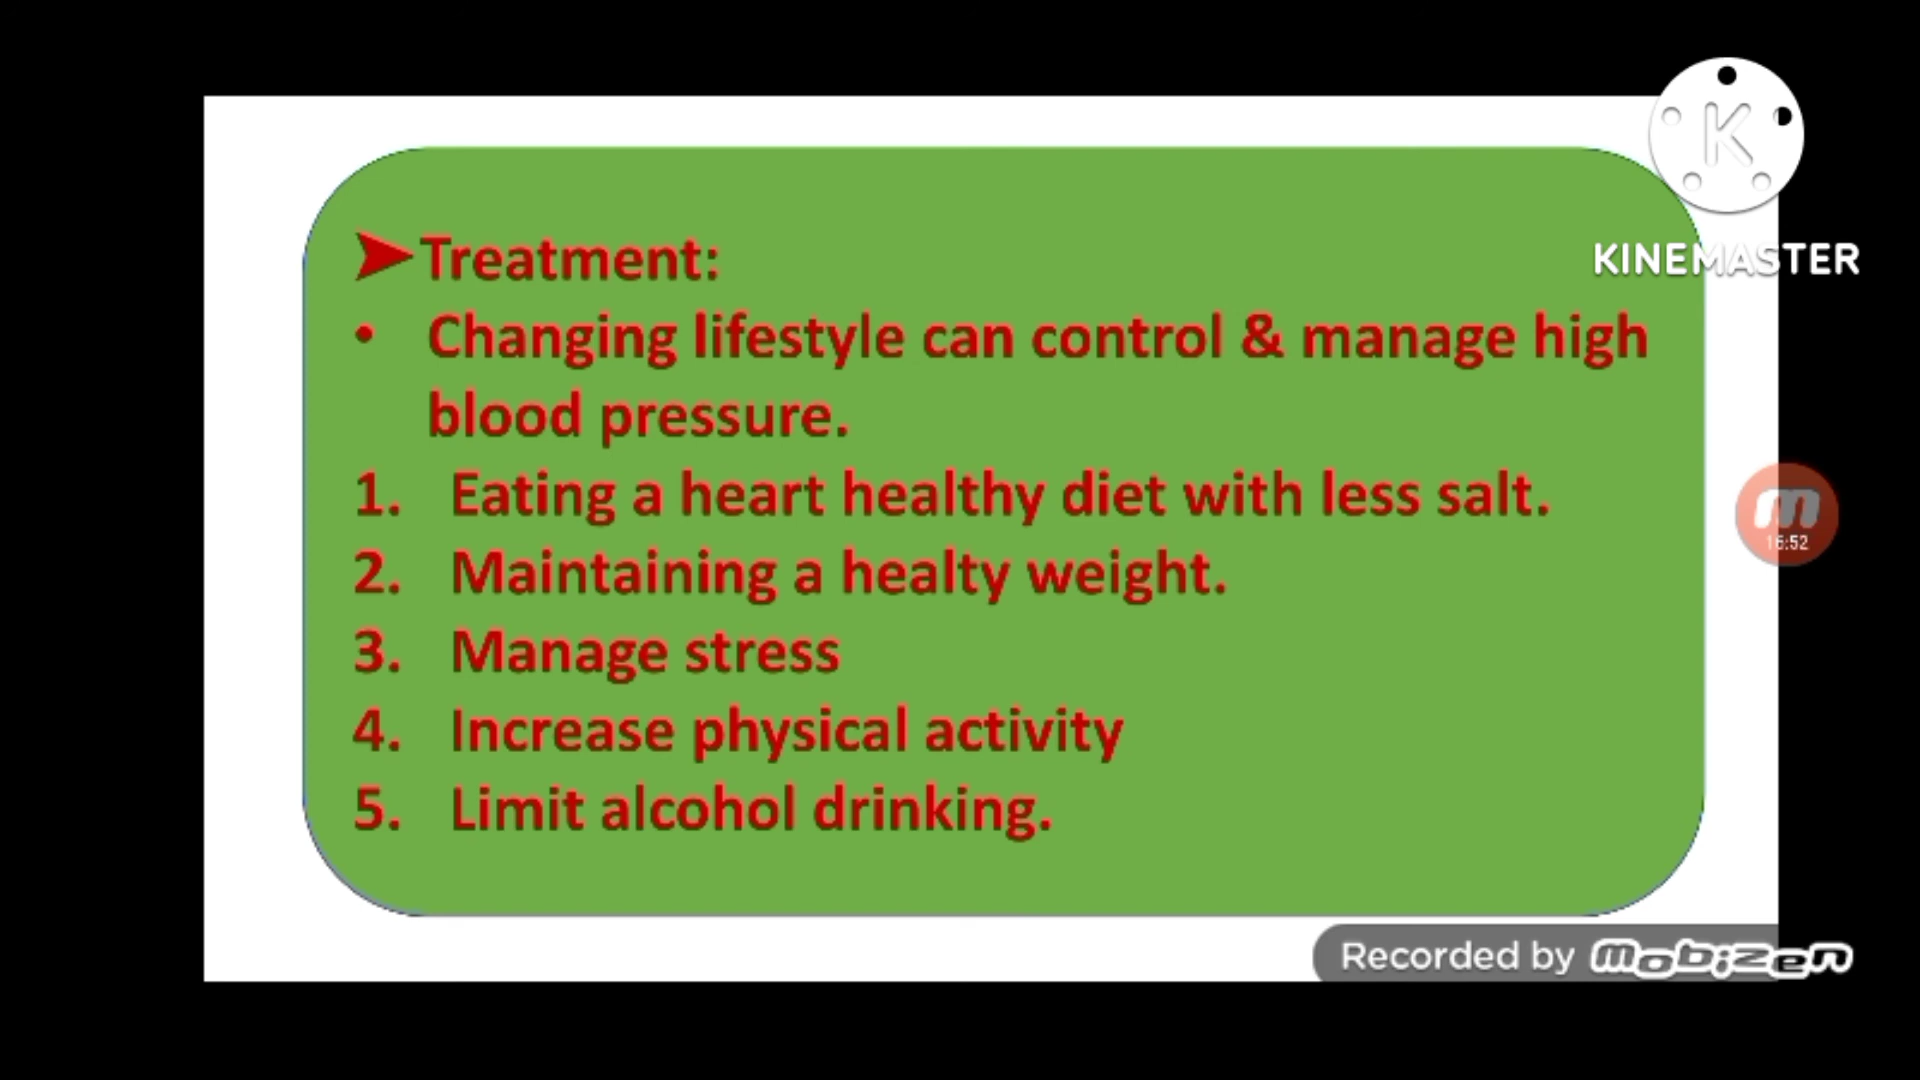 ➤Treatment:
• Changing lifestyle can control & manage high
blood pressure.
1. Eating a heart healthy diet with less salt.
2. Maintaining a healty weight.
3. Manage stress
4. Increase physical activity
5. Limit alcohol drinking.
K
KINEMASTER
m
16:52
Recorded by mobizen